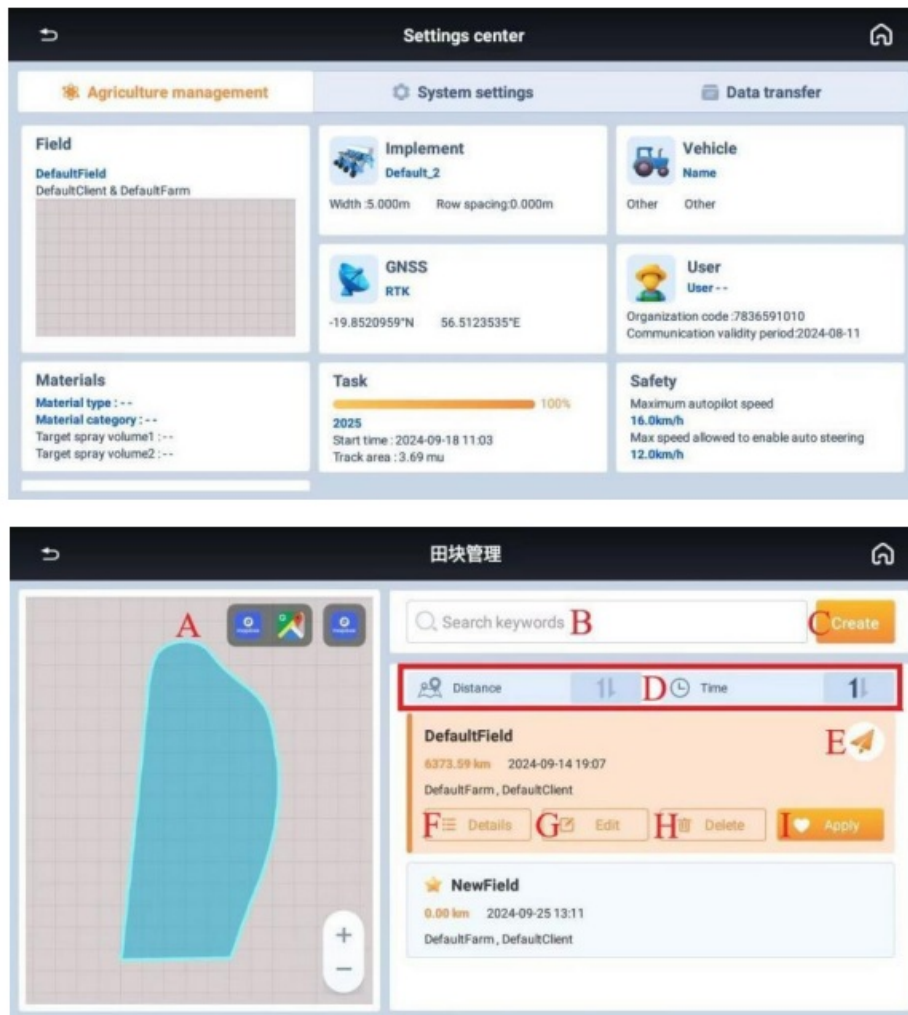 Settings center
Agriculture management
System settings
Data transfer
Field
DefaultField
DefaultClient & DefaultFarm
Implement
Default_2
Width :5.000m Row spacing:0.000m
Vehicle
Name
Other Other
GNSS
RTK
-19.8520959°N 56.5123535°E
User
User - -
Organization code :7836591010
Communication validity period:2024-08-11
Materials
Material type : - -
Material category : - -
Target spray volume1 : - -
Target spray volume2 : - -
Task
100%
2025
Start time : 2024-09-18 11:03
Track area : 3.69 mu
Safety
Maximum autopilot speed
16.0km/h
Max speed allowed to enable auto steering
12.0km/h
田块管理
A
Search keywords B
C Create
Distance D Time
DefaultField
E
6373.59 km 2024-09-14 19:07
DefaultFarm , DefaultClient
F Details G Edit H Delete I Apply
NewField
0.00 km 2024-09-25 13:11
DefaultFarm , DefaultClient
+
−